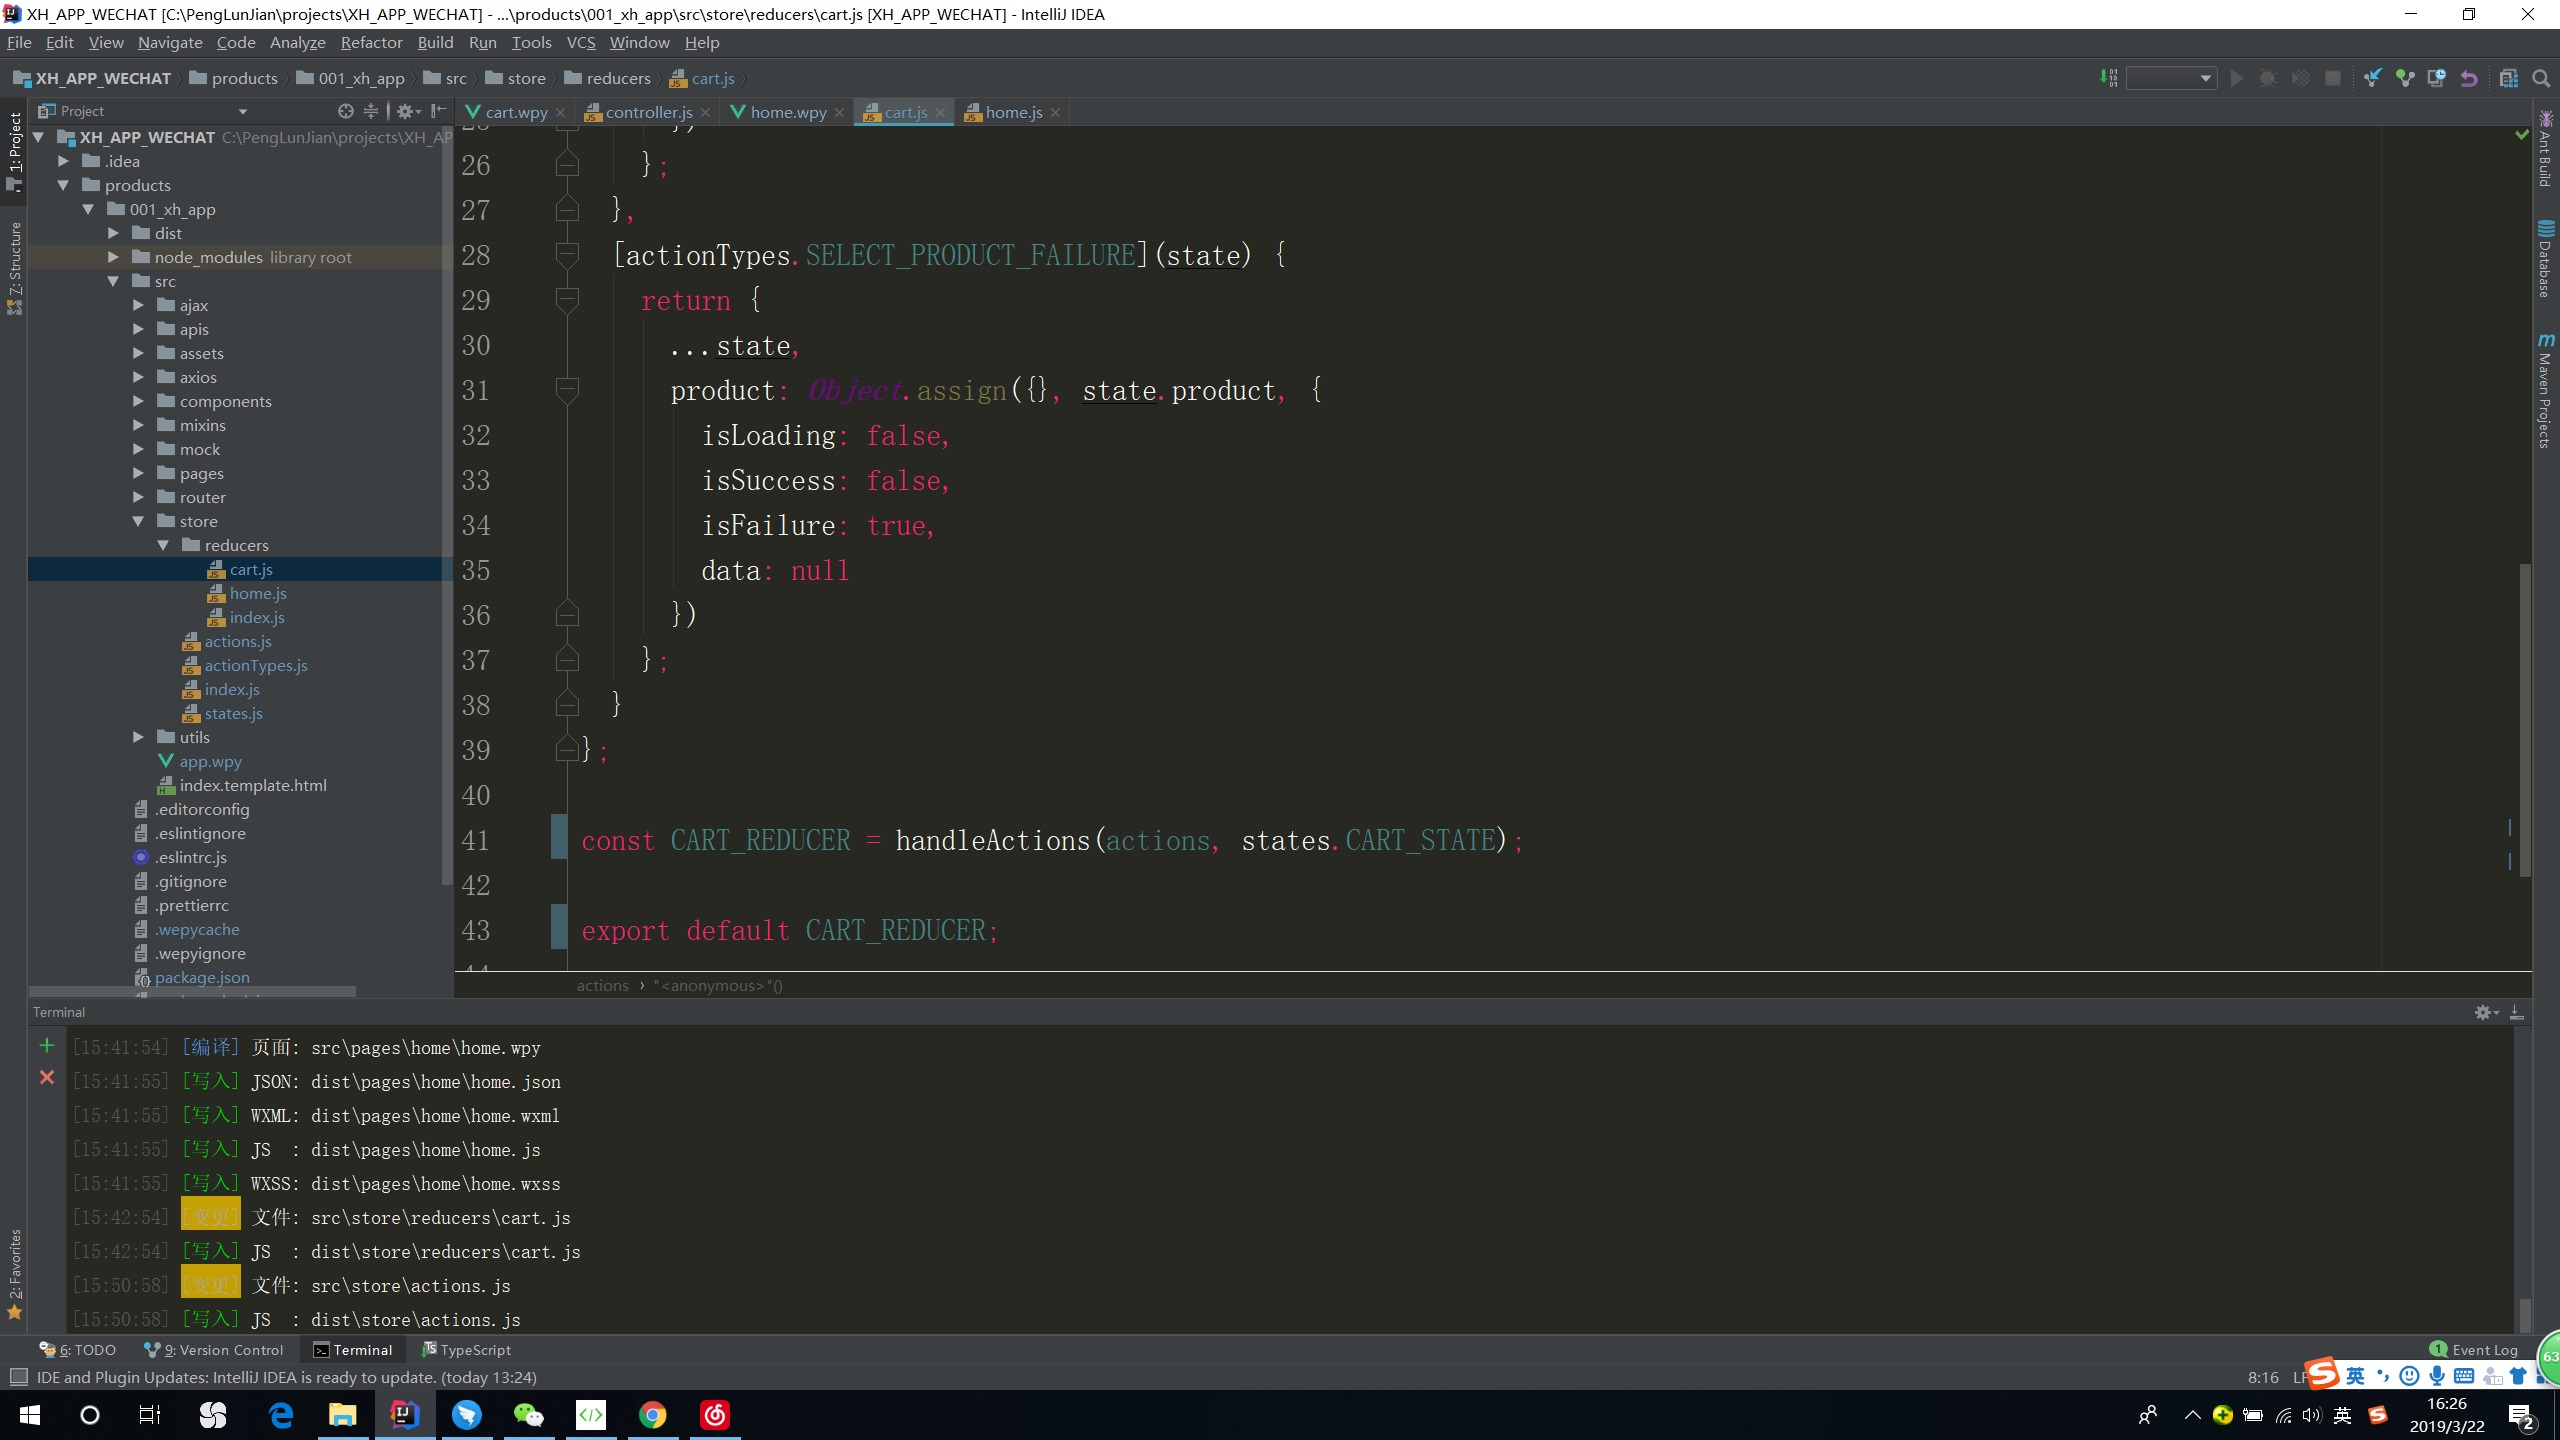 XH_APP_WECHAT [C:\PengLunJian\projects\XH_APP_WECHAT] - ...\products\001_xh_app\src\store\reducers\cart.js [XH_APP_WECHAT] - IntelliJ IDEA
File Edit View Navigate Code Analyze Refactor Build Run Tools VCS Window Help
XH_APP_WECHAT products 001_xh_app src store reducers cart.js
Project
cart.wpy controller.js home.wpy cart.js home.js
1: Project
Z: Structure
2: Favorites
XH_APP_WECHAT C:\PengLunJian\projects\XH_AP
.idea
products
001_xh_app
dist
node_modules library root
src
ajax
apis
assets
axios
components
mixins
mock
pages
router
store
reducers
cart.js
home.js
index.js
actions.js
actionTypes.js
index.js
states.js
utils
app.wpy
index.template.html
.editorconfig
.eslintignore
.eslintrc.js
.gitignore
.prettierrc
.wepycache
.wepyignore
package.json
26 };
27 },
28 [actionTypes.SELECT_PRODUCT_FAILURE](state) {
29 return {
30 ...state,
31 product: Object.assign({}, state.product, {
32 isLoading: false,
33 isSuccess: false,
34 isFailure: true,
35 data: null
36 })
37 };
38 }
39 };
40
41 const CART_REDUCER = handleActions(actions, states.CART_STATE);
42
43 export default CART_REDUCER;
actions › "<anonymous>"()
Ant Build
Database
Maven Projects
Terminal
[15:41:54] [编译] 页面: src\pages\home\home.wpy
[15:41:55] [写入] JSON: dist\pages\home\home.json
[15:41:55] [写入] WXML: dist\pages\home\home.wxml
[15:41:55] [写入] JS : dist\pages\home\home.js
[15:41:55] [写入] WXSS: dist\pages\home\home.wxss
[15:42:54] [变更] 文件: src\store\reducers\cart.js
[15:42:54] [写入] JS : dist\store\reducers\cart.js
[15:50:58] [变更] 文件: src\store\actions.js
[15:50:58] [写入] JS : dist\store\actions.js
6: TODO 9: Version Control Terminal TypeScript 1 Event Log
63
IDE and Plugin Updates: IntelliJ IDEA is ready to update. (today 13:24) 8:16 LF 英
英 16:26
2019/3/22 2